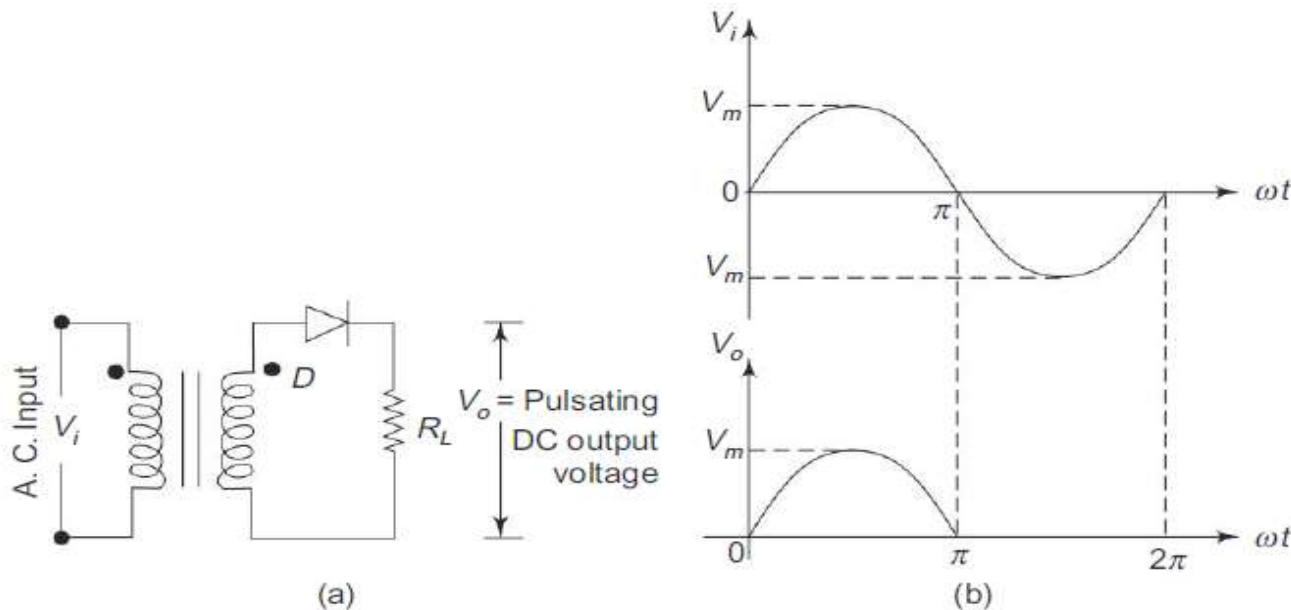 A. C. Input
V_i
D
R_L
V_o = Pulsating
DC output
voltage
(a)
V_i
V_m
0
π
ωt
V_m
V_o
V_m
0
π
2π
ωt
(b)